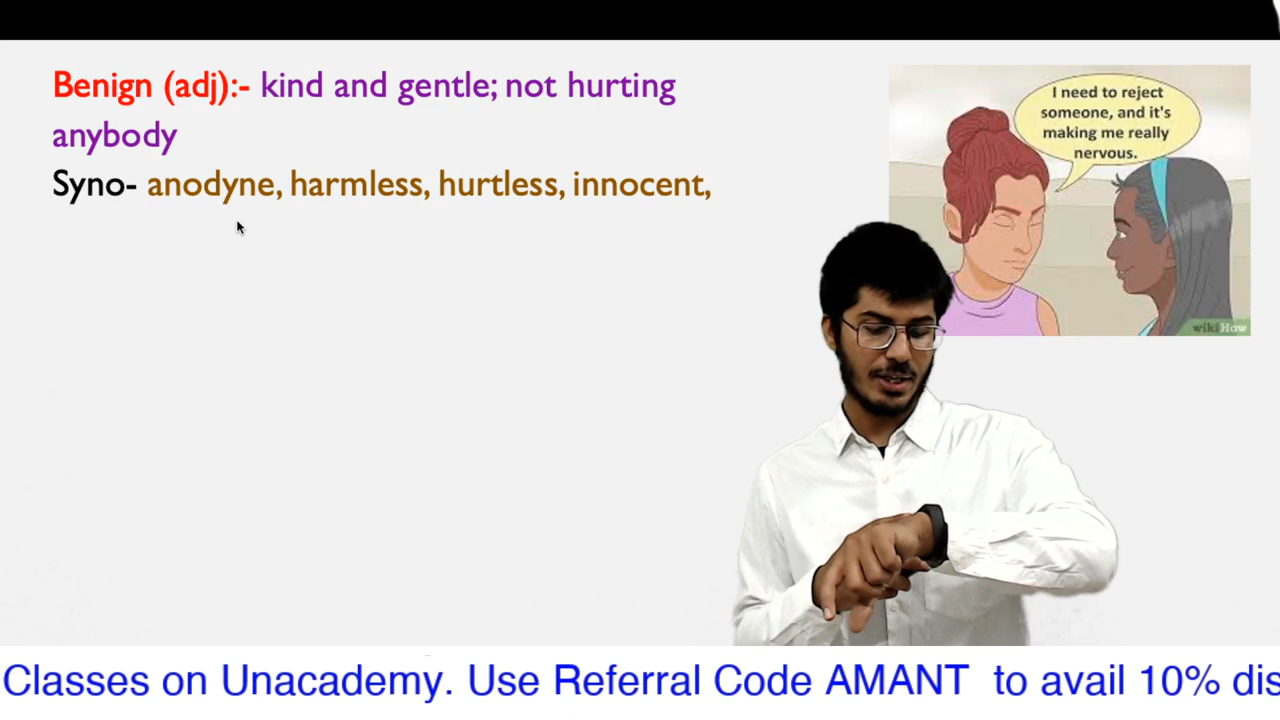 Benign (adj):- kind and gentle; not hurting
anybody
Syno- anodyne, harmless, hurtless, innocent,
I need to reject
someone, and it's
making me really
nervous.
wikiHow
Classes on Unacademy. Use Referral Code AMANT to avail 10% dis